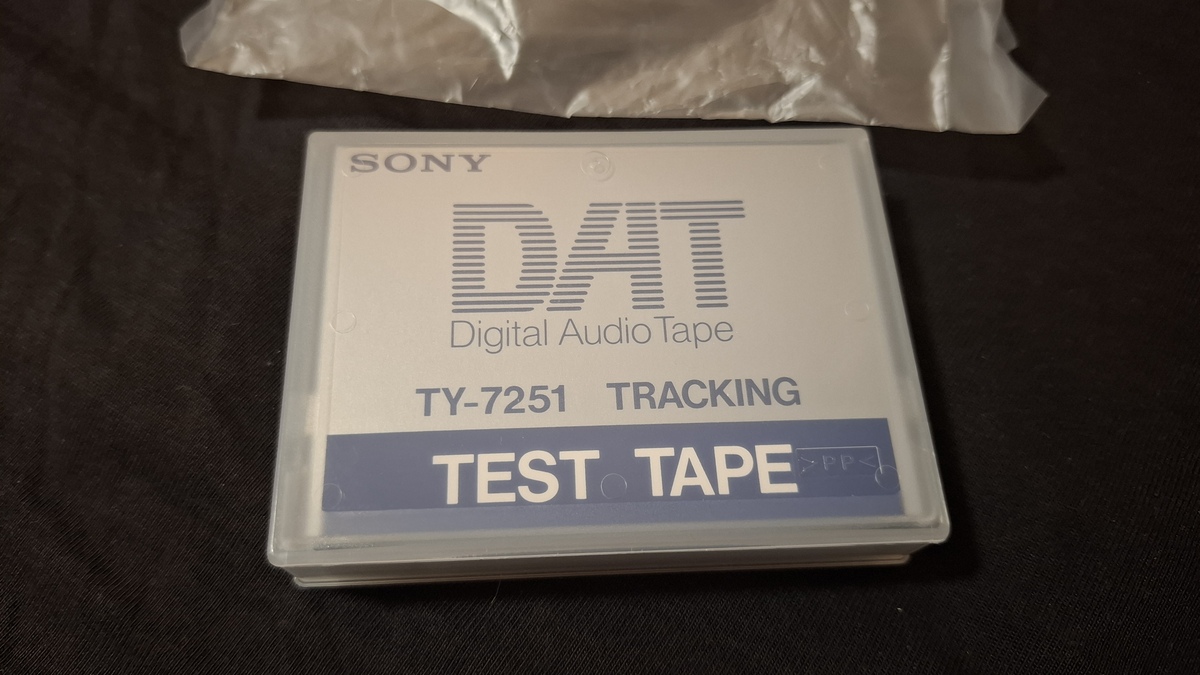 SONY
DAT
Digital Audio Tape
TY-7251 TRACKING
TEST TAPE
>PP<